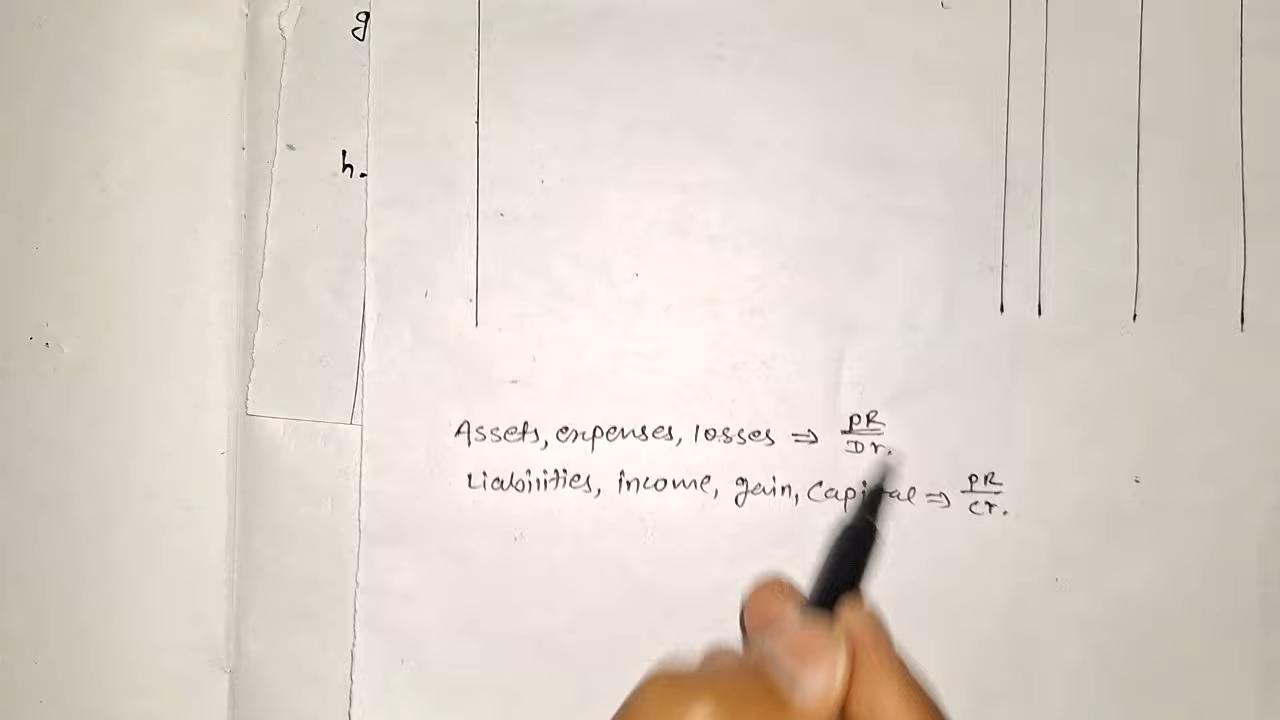 g
h.
Assets, expenses, losses ⇒ PR
Dr.
Liabilities, income, gain, Capital ⇒ PR
Cr.